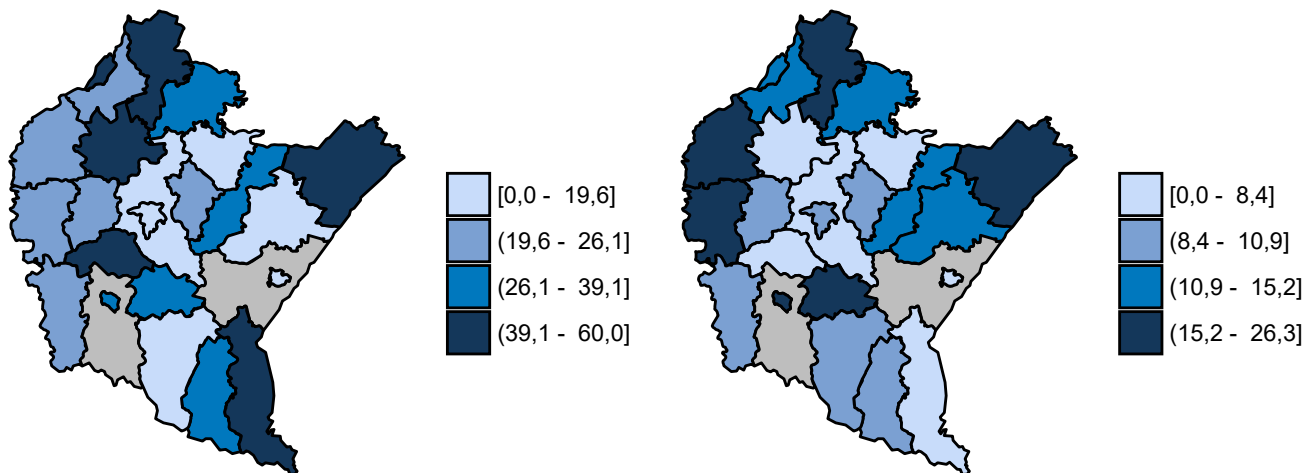 [0,0 - 19,6]
(19,6 - 26,1]
(26,1 - 39,1]
(39,1 - 60,0]
[0,0 - 8,4]
(8,4 - 10,9]
(10,9 - 15,2]
(15,2 - 26,3]